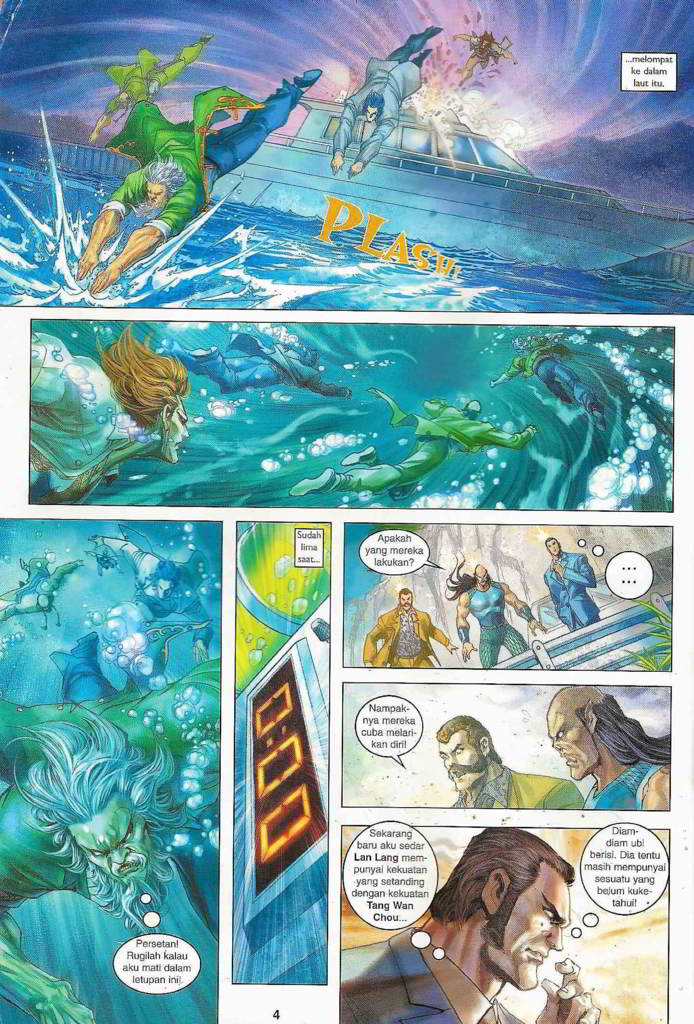 ...melompat
ke dalam
laut itu.
PLASH!
Persetan!
Rugilah kalau
aku mati dalam
letupan ini!
Sudah
lima
saat...
0:00
Apakah
yang mereka
lakukan?
...
...
Nampak-
nya mereka
cuba melari-
kan diri!
Sekarang
baru aku sedar
Lan Lang mem-
punyai kekuatan
yang setanding
dengan kekuatan
Tang Wan
Chou...
Diam-
diam ubi
berisi. Dia tentu
masih mempunyai
sesuatu yang
belum kuke-
tahui!
4